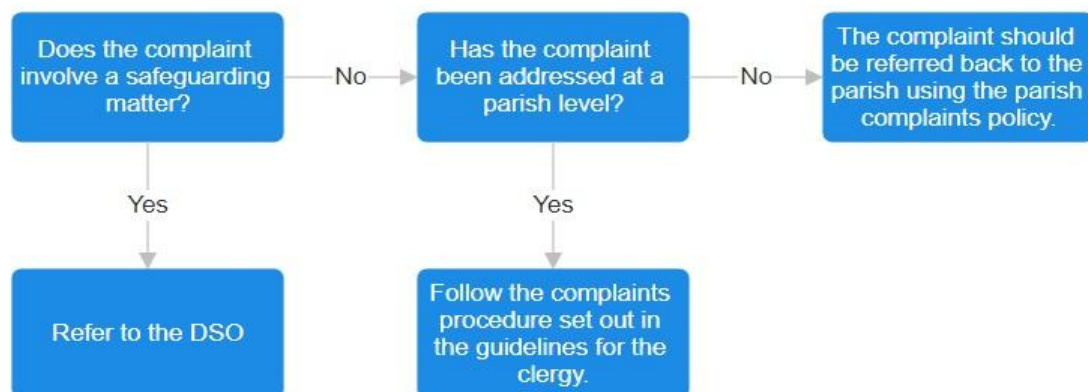 Does the complaint
involve a safeguarding
matter?
No
Has the complaint
been addressed at a
parish level?
No
The complaint should
be referred back to the
parish using the parish
complaints policy.
Yes
Yes
Refer to the DSO
Follow the complaints
procedure set out in
the guidelines for the
clergy.